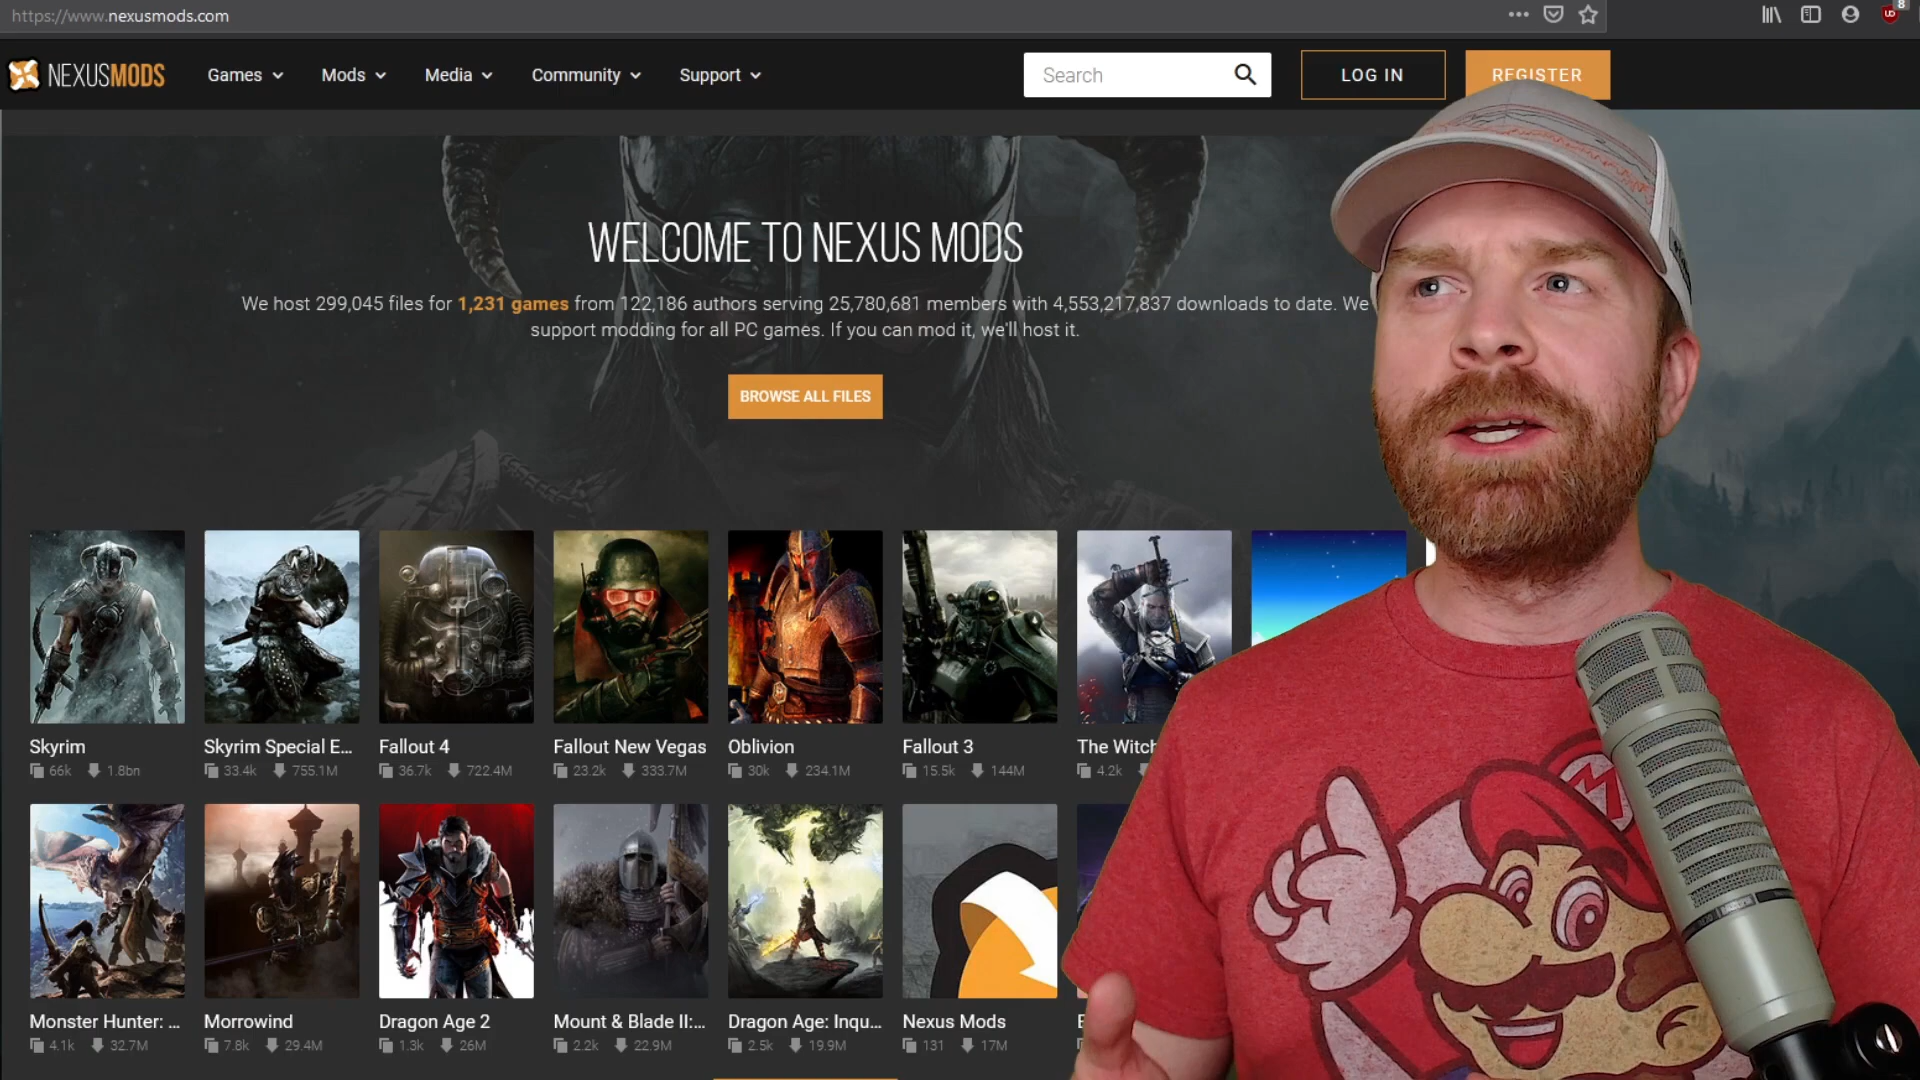 https://www.nexusmods.com
8
NEXUSMODS
Games
Mods
Media
Community
Support
Search
LOG IN
REGISTER
WELCOME TO NEXUS MODS
We host 299,045 files for 1,231 games from 122,186 authors serving 25,780,681 members with 4,553,217,837 downloads to date. We
support modding for all PC games. If you can mod it, we'll host it.
BROWSE ALL FILES
Skyrim
66k 1.8bn
Skyrim Special E...
33.4k 755.1M
Fallout 4
36.7k 722.4M
Fallout New Vegas
23.2k 333.7M
Oblivion
30k 234.1M
Fallout 3
15.5k 144M
The Witch
4.2k
Monster Hunter: ...
4.1k 32.7M
Morrowind
7.8k 29.4M
Dragon Age 2
1.3k 26M
Mount & Blade II:...
2.2k 22.9M
Dragon Age: Inqu...
2.5k 19.9M
Nexus Mods
131 17M
M